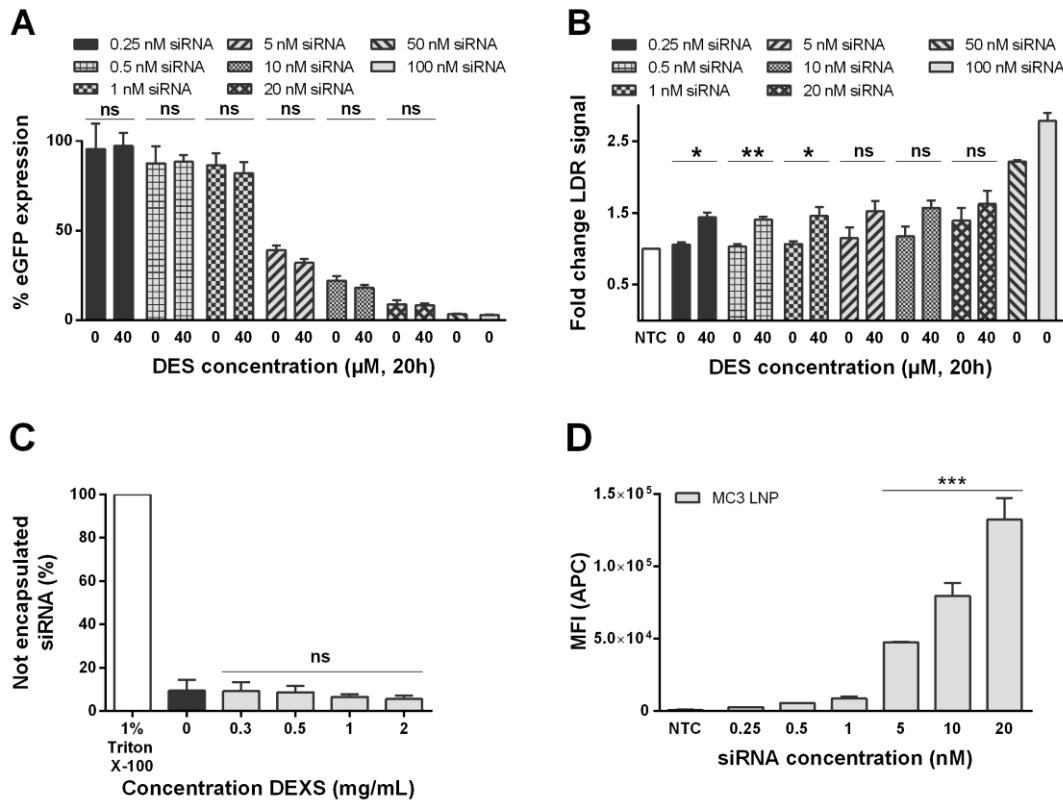 A
0.25 nM siRNA 5 nM siRNA 50 nM siRNA
0.5 nM siRNA 10 nM siRNA 100 nM siRNA
1 nM siRNA 20 nM siRNA
ns ns ns ns ns ns
100
50
0
% eGFP expression
0 40 0 40 0 40 0 40 0 40 0 40 0 0
DES concentration (µM, 20h)
B
0.25 nM siRNA 5 nM siRNA 50 nM siRNA
0.5 nM siRNA 10 nM siRNA 100 nM siRNA
1 nM siRNA 20 nM siRNA
* ** * ns ns ns
2.5
1.5
0.5
Fold change LDR signal
NTC 0 40 0 40 0 40 0 40 0 40 0 40 0 0
DES concentration (µM, 20h)
C
100
80
60
40
20
0
Not encapsulated
siRNA (%)
ns
1% 0 0.3 0.5 1 2
Triton
X-100
Concentration DEXS (mg/mL)
D
MC3 LNP
***
1.5×10⁵
1.0×10⁵
5.0×10⁴
0
MFI (APC)
NTC 0.25 0.5 1 5 10 20
siRNA concentration (nM)